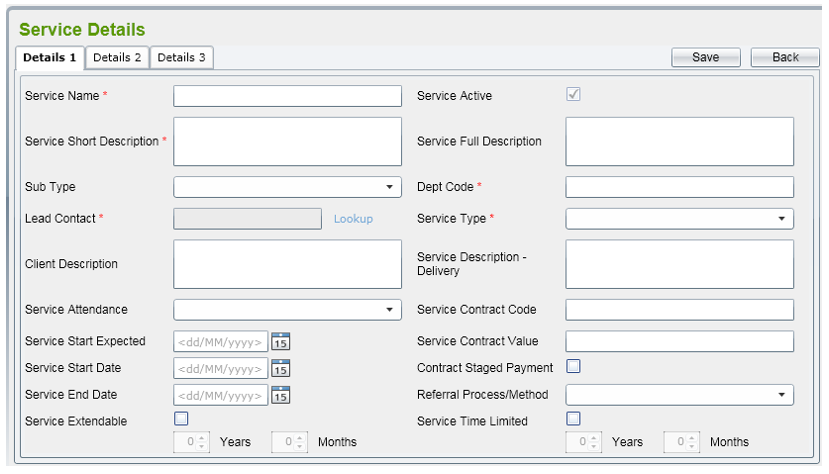 Service Details
Details 1 Details 2 Details 3 Save Back
Service Name * Service Active
Service Short Description * Service Full Description
Sub Type Dept Code *
Lead Contact * Lookup Service Type *
Client Description Service Description -
Delivery
Service Attendance Service Contract Code
Service Start Expected <dd/MM/yyyy> 15 Service Contract Value
Service Start Date <dd/MM/yyyy> 15 Contract Staged Payment
Service End Date <dd/MM/yyyy> 15 Referral Process/Method
Service Extendable Service Time Limited
0 Years 0 Months 0 Years 0 Months